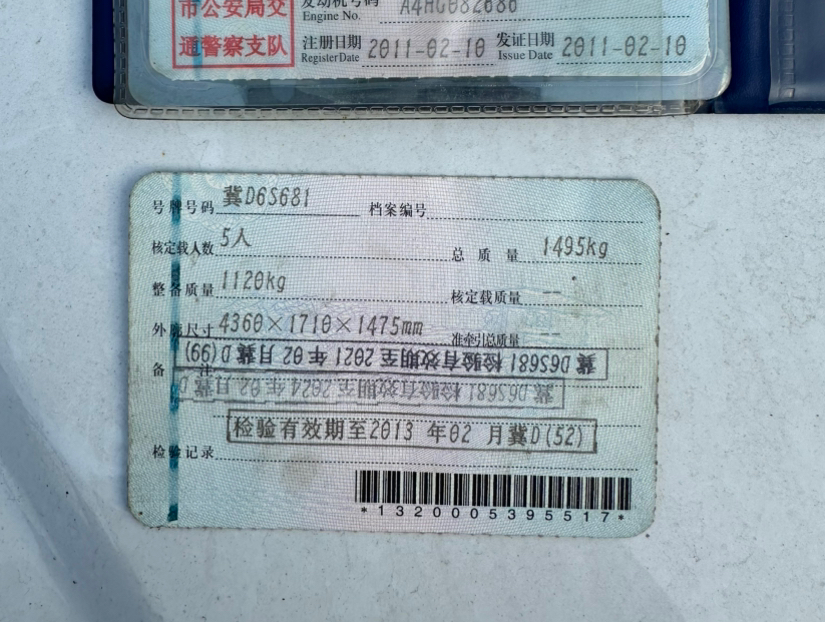 市公安局交
通警察支队
发动机号码 A4HG082686
Engine No.
注册日期 2011-02-10 发证日期 2011-02-10
Register Date Issue Date
号牌号码 冀D6S681 档案编号
核定载人数 5人 总质量 1495kg
整备质量 1120kg 核定载质量 --
外廓尺寸 4360×1710×1475mm 准牵引总质量 --
备注
冀D6S681 检验有效期至2021年02月冀D(99)
冀D6S681 检验有效期至2024年02月冀D
检验有效期至2013 年02 月冀D(52)
检验记录
*1320005395517*